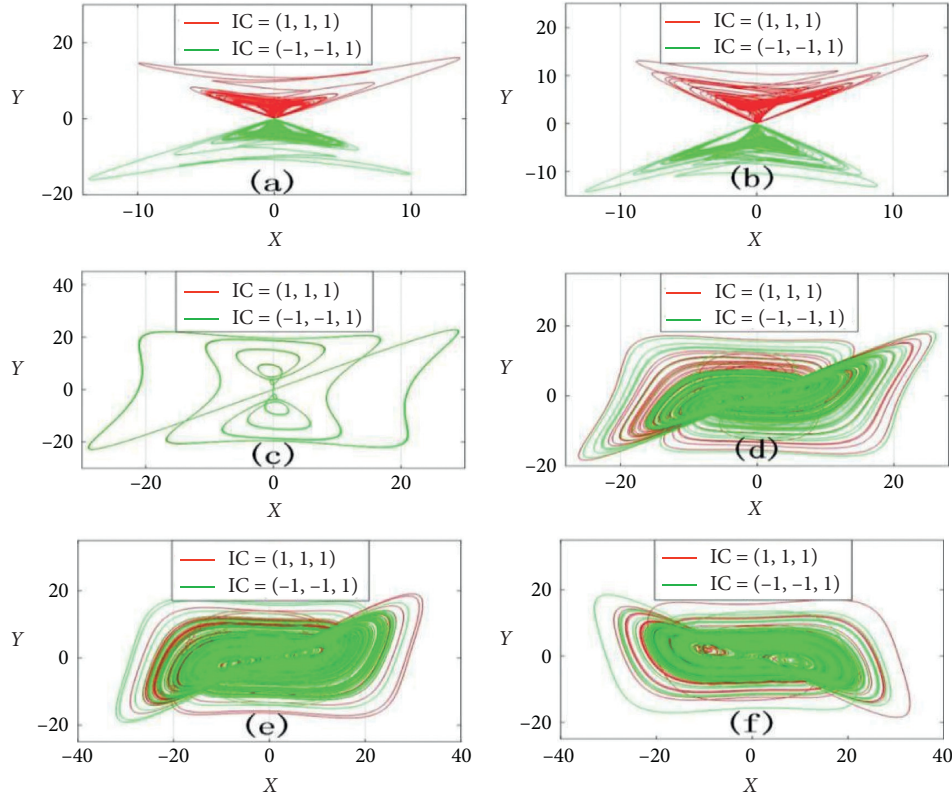 IC = (1, 1, 1)
IC = (–1, –1, 1)
30
20
0
–20
Y
(a)
–10
0
10
X
IC = (1, 1, 1)
IC = (–1, –1, 1)
20
10
0
–10
Y
(b)
–10
0
10
X
IC = (1, 1, 1)
IC = (–1, –1, 1)
40
20
0
–20
Y
(c)
–20
0
20
X
IC = (1, 1, 1)
IC = (–1, –1, 1)
20
0
–20
Y
(d)
–20
0
20
X
IC = (1, 1, 1)
IC = (–1, –1, 1)
20
0
–20
Y
(e)
–40
–20
0
20
40
X
IC = (1, 1, 1)
IC = (–1, –1, 1)
20
0
–20
Y
(f)
–40
–20
0
20
40
X